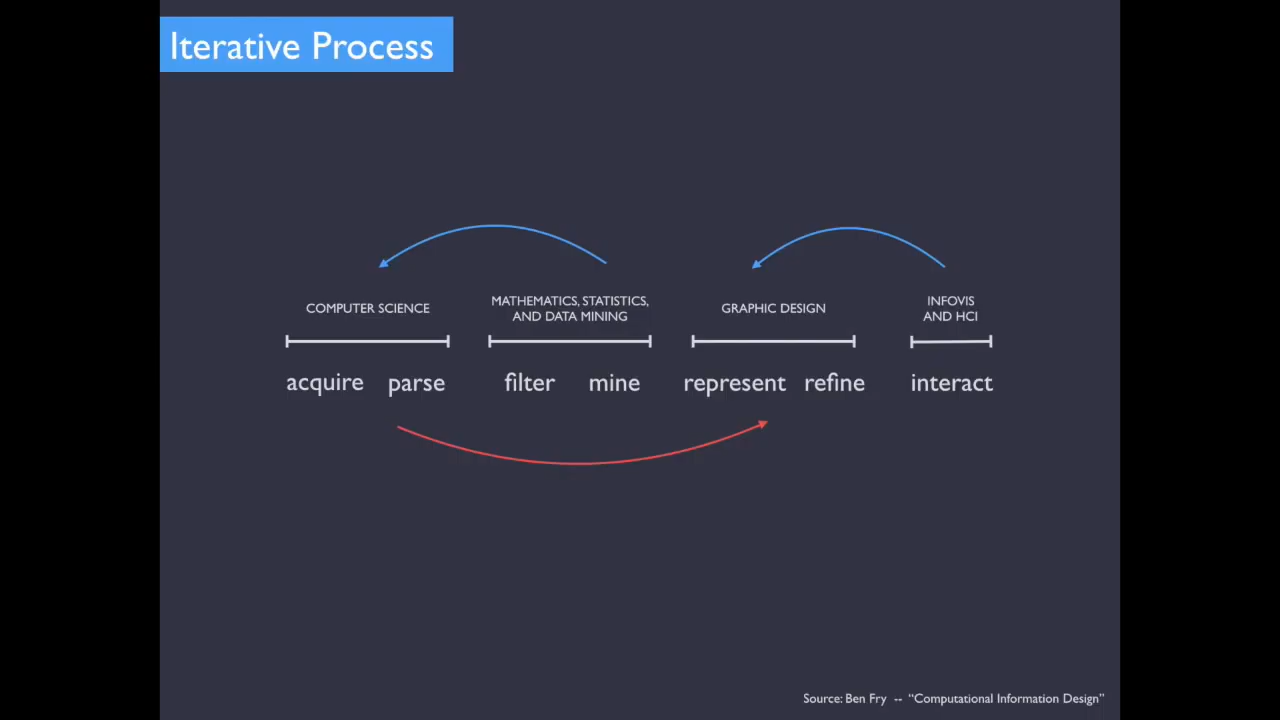 Iterative Process
COMPUTER SCIENCE
MATHEMATICS, STATISTICS,
AND DATA MINING
GRAPHIC DESIGN
INFOVIS
AND HCI
acquire parse filter mine represent refine interact
Source: Ben Fry -- “Computational Information Design”